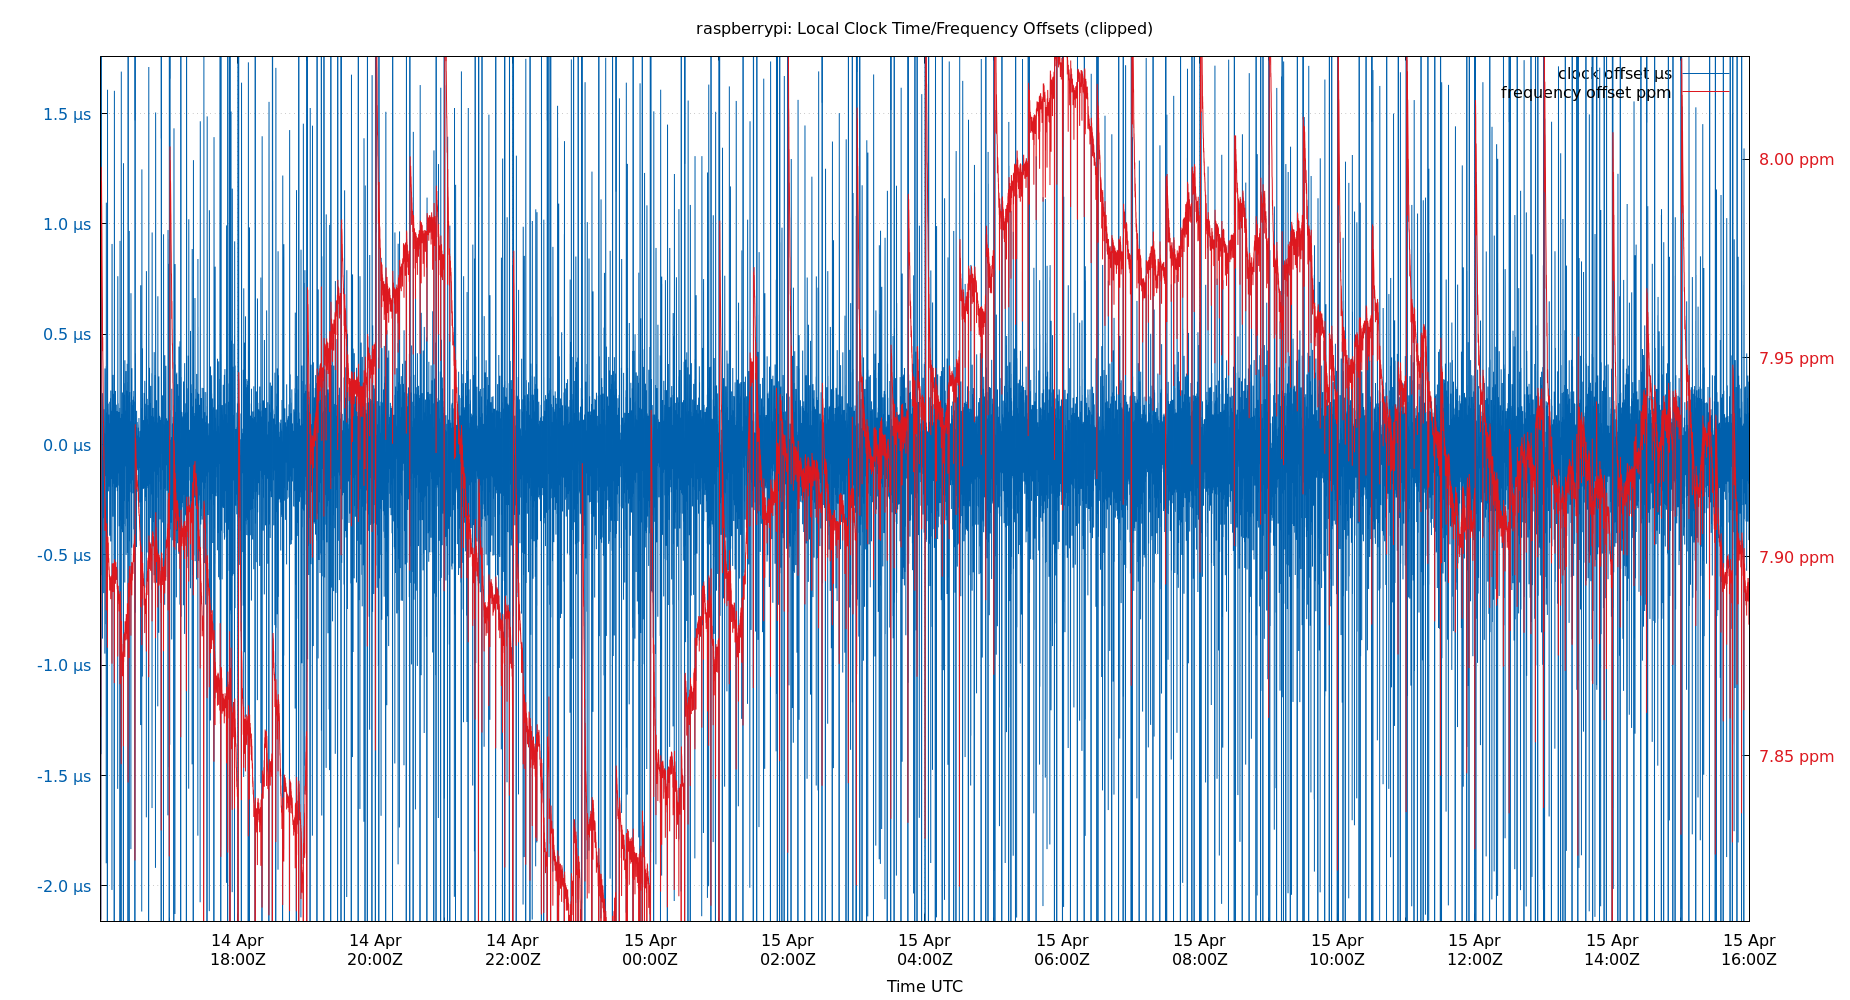 raspberrypi: Local Clock Time/Frequency Offsets (clipped)
clock offset µs
frequency offset ppm
1.5 µs
1.0 µs
0.5 µs
0.0 µs
-0.5 µs
-1.0 µs
-1.5 µs
-2.0 µs
8.00 ppm
7.95 ppm
7.90 ppm
7.85 ppm
14 Apr
18:00Z
14 Apr
20:00Z
14 Apr
22:00Z
15 Apr
00:00Z
15 Apr
02:00Z
15 Apr
04:00Z
15 Apr
06:00Z
15 Apr
08:00Z
15 Apr
10:00Z
15 Apr
12:00Z
15 Apr
14:00Z
15 Apr
16:00Z
Time UTC